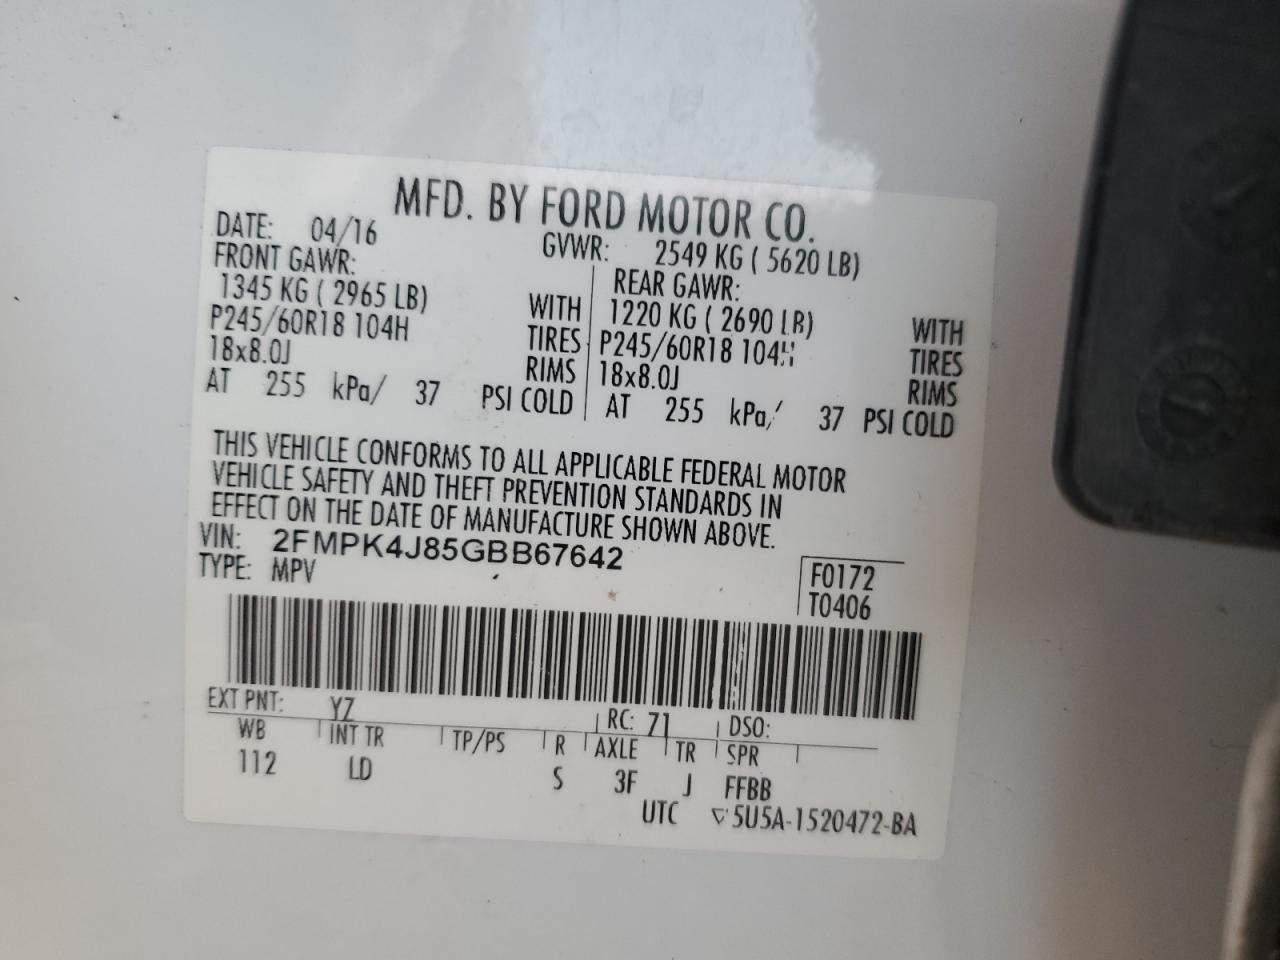 MFD. BY FORD MOTOR CO.
DATE: 04/16 GVWR: 2549 KG ( 5620 LB)
FRONT GAWR: REAR GAWR:
1345 KG ( 2965 LB) WITH 1220 KG ( 2690 LB) WITH
P245/60R18 104H TIRES P245/60R18 104H TIRES
18x8.0J RIMS 18x8.0J RIMS
AT 255 kPa/ 37 PSI COLD AT 255 kPa/ 37 PSI COLD
THIS VEHICLE CONFORMS TO ALL APPLICABLE FEDERAL MOTOR
VEHICLE SAFETY AND THEFT PREVENTION STANDARDS IN
EFFECT ON THE DATE OF MANUFACTURE SHOWN ABOVE.
VIN: 2FMPK4J85GBB67642
TYPE: MPV F0172
T0406
EXT PNT: YZ RC: 71 DSO:
WB INT TR TP/PS R AXLE TR SPR
112 LD S 3F J FFBB
UTC 5U5A-1520472-BA